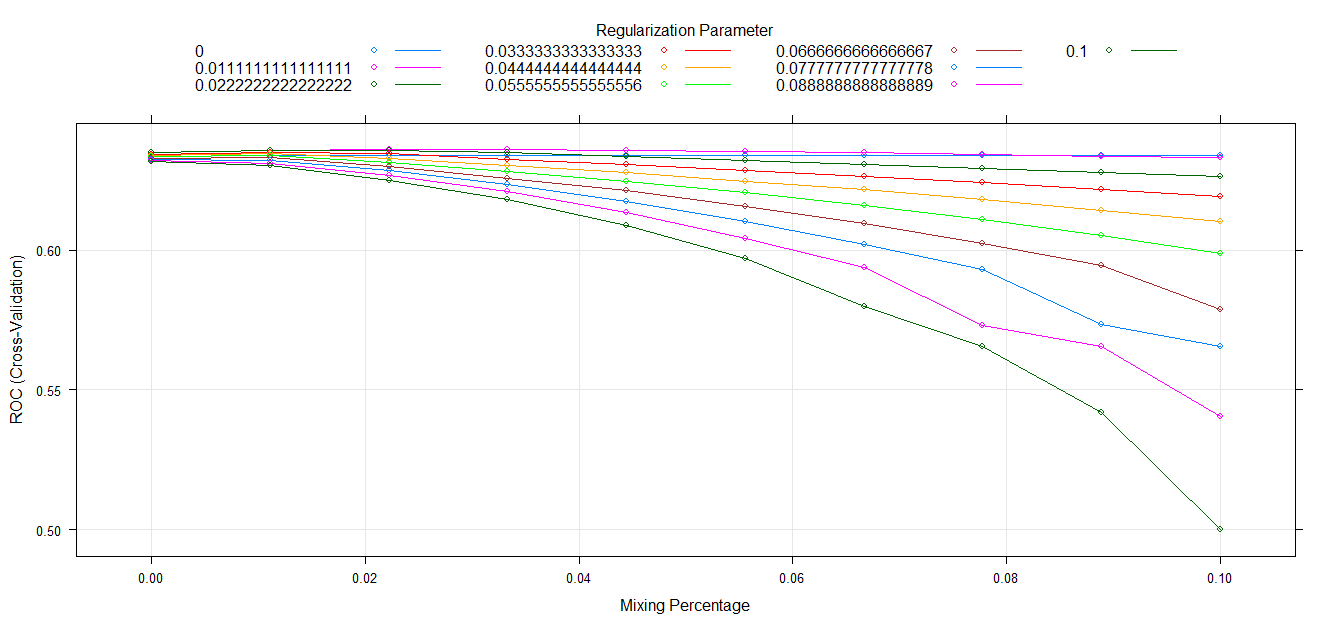 Regularization Parameter
0 0.0333333333333333 0.0666666666666667 0.1
0.0111111111111111 0.0444444444444444 0.0777777777777778
0.0222222222222222 0.0555555555555556 0.0888888888888889
0.60
0.55
0.50
ROC (Cross-Validation)
0.00 0.02 0.04 0.06 0.08 0.10
Mixing Percentage